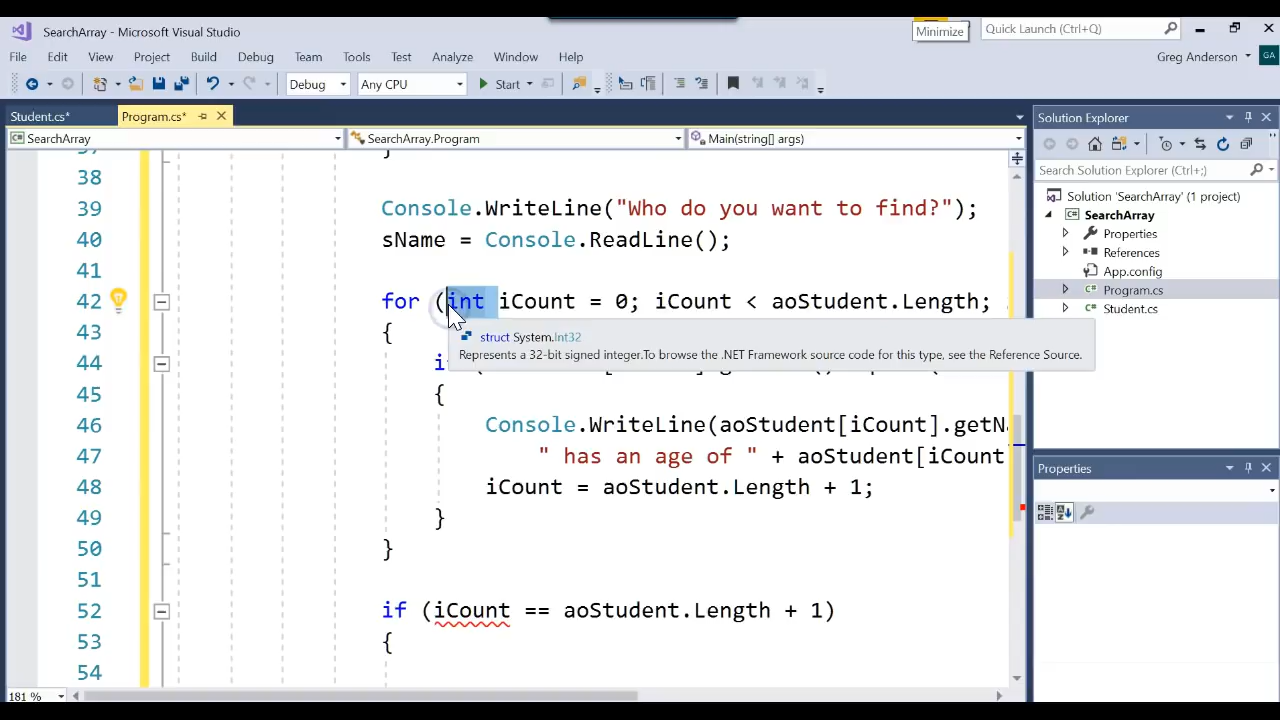 SearchArray - Microsoft Visual Studio
Minimize
Quick Launch (Ctrl+Q)
File Edit View Project Build Debug Team Tools Test Analyze Window Help
Greg Anderson
GA
Debug
Any CPU
Start
Student.cs*
Program.cs*
SearchArray
SearchArray.Program
Main(string[] args)
38
39 Console.WriteLine("Who do you want to find?");
40 sName = Console.ReadLine();
41
42 for (int iCount = 0; iCount < aoStudent.Length;
43 {
struct System.Int32
Represents a 32-bit signed integer.To browse the .NET Framework source code for this type, see the Reference Source.
44
45 {
46 Console.WriteLine(aoStudent[iCount].getNa
47 " has an age of " + aoStudent[iCount
48 iCount = aoStudent.Length + 1;
49 }
50 }
51
52 if (iCount == aoStudent.Length + 1)
53 {
54
181 %
Solution Explorer
Search Solution Explorer (Ctrl+;)
Solution 'SearchArray' (1 project)
SearchArray
Properties
References
App.config
Program.cs
Student.cs
Properties